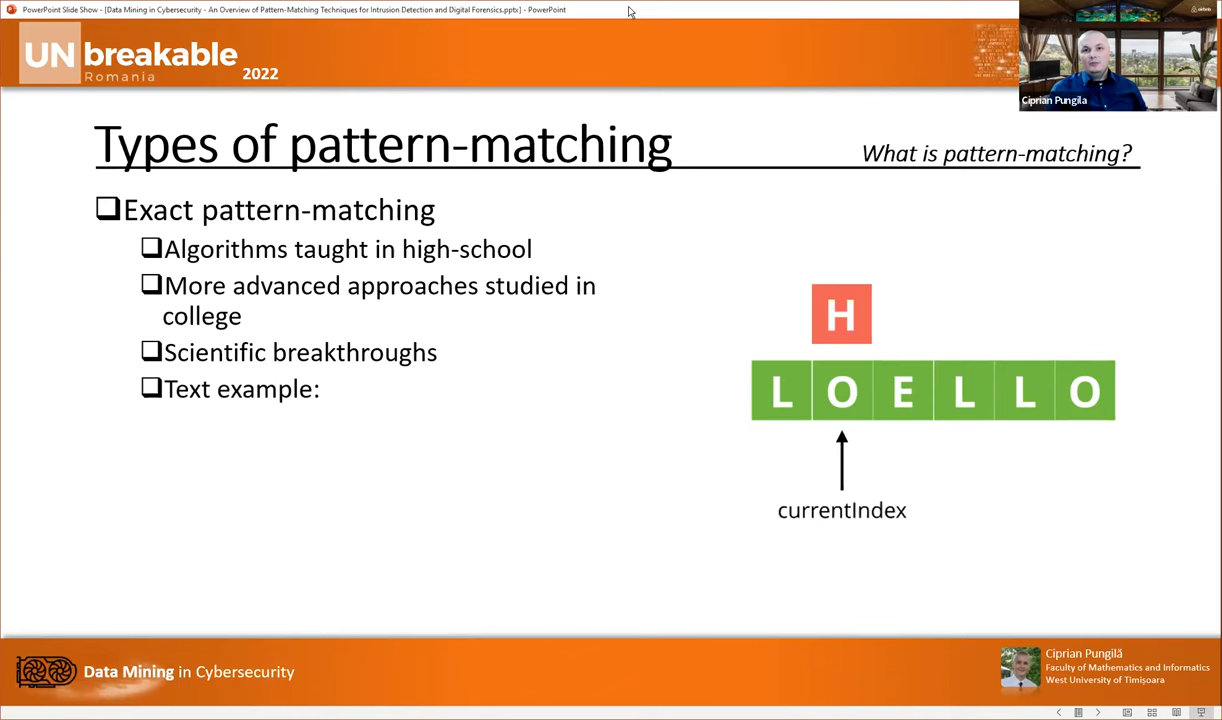 PowerPoint Slide Show - [Data Mining in Cybersecurity - An Overview of Pattern-Matching Techniques for Intrusion Detection and Digital Forensics.pptx] - PowerPoint
UNbreakable
Romania
2022
airbnb
Ciprian Pungila
Types of pattern-matching
What is pattern-matching?
❑Exact pattern-matching
❑Algorithms taught in high-school
❑More advanced approaches studied in
college
❑Scientific breakthroughs
❑Text example:
H
L O E L L O
currentIndex
Data Mining in Cybersecurity
Ciprian Pungilă
Faculty of Mathematics and Informatics
West University of Timișoara